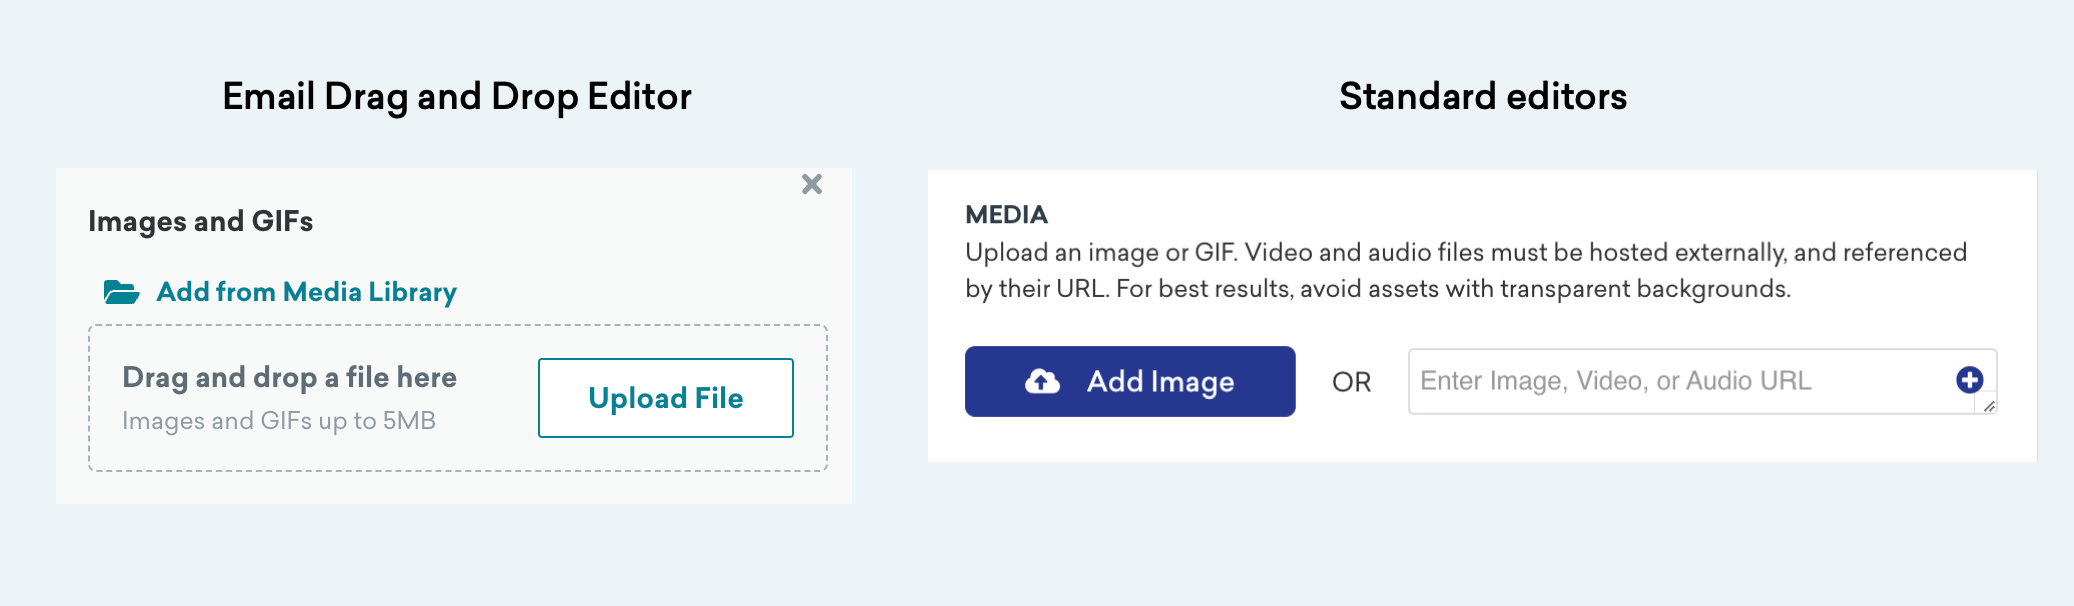 Email Drag and Drop Editor
Images and GIFs
Add from Media Library
Drag and drop a file here
Images and GIFs up to 5MB
Upload File
Standard editors
MEDIA
Upload an image or GIF. Video and audio files must be hosted externally, and referenced
by their URL. For best results, avoid assets with transparent backgrounds.
Add Image
OR
Enter Image, Video, or Audio URL